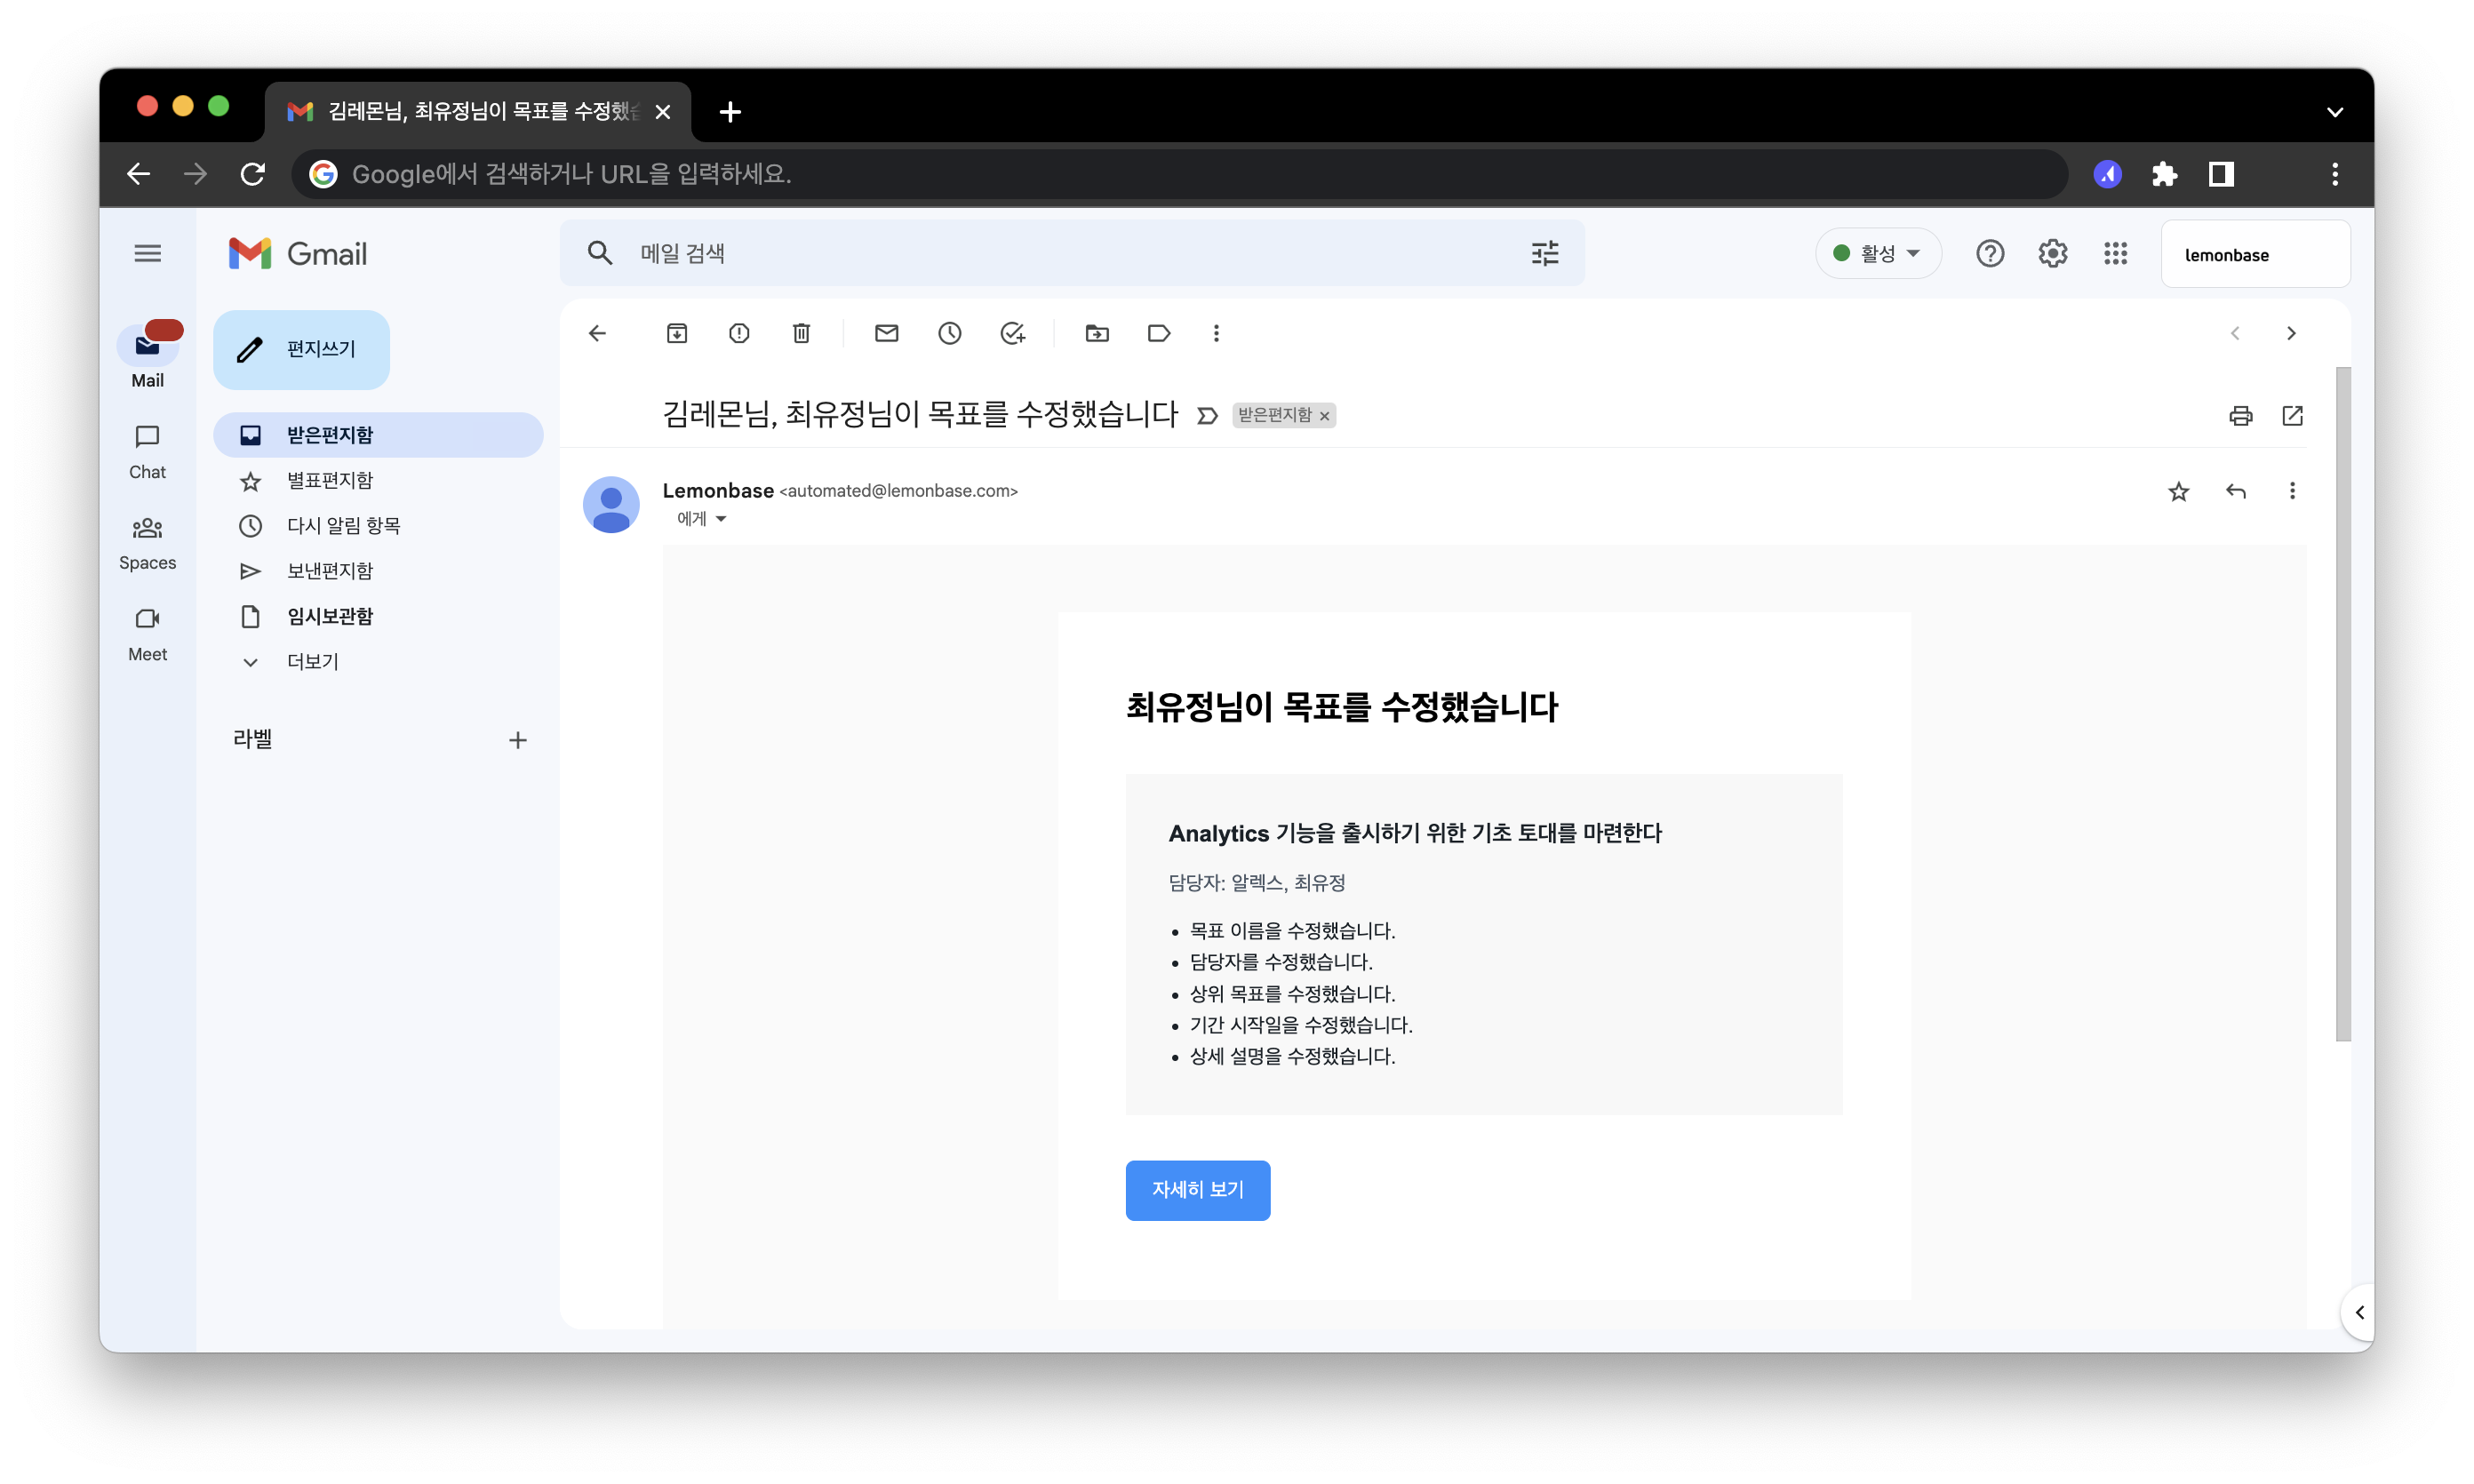 김레몬님, 최유정님이 목표를 수정했
Google에서 검색하거나 URL을 입력하세요.
Gmail
메일 검색
활성
lemonbase
Mail
Chat
Spaces
Meet
편지쓰기
받은편지함
별표편지함
다시 알림 항목
보낸편지함
임시보관함
더보기
라벨
김레몬님, 최유정님이 목표를 수정했습니다 받은편지함
Lemonbase <automated@lemonbase.com>
에게
최유정님이 목표를 수정했습니다
Analytics 기능을 출시하기 위한 기초 토대를 마련한다
담당자: 알렉스, 최유정
• 목표 이름을 수정했습니다.
• 담당자를 수정했습니다.
• 상위 목표를 수정했습니다.
• 기간 시작일을 수정했습니다.
• 상세 설명을 수정했습니다.
자세히 보기